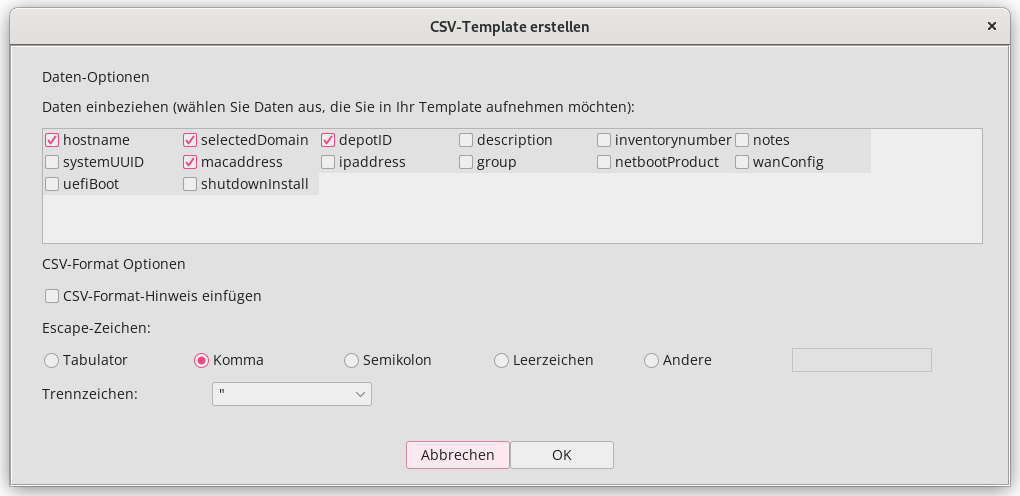 CSV-Template erstellen ×
Daten-Optionen
Daten einbeziehen (wählen Sie Daten aus, die Sie in Ihr Template aufnehmen möchten):
hostname selectedDomain depotID description inventorynumber notes
systemUUID macaddress ipaddress group netbootProduct wanConfig
uefiBoot shutdownInstall
CSV-Format Optionen
CSV-Format-Hinweis einfügen
Escape-Zeichen:
Tabulator Komma Semikolon Leerzeichen Andere
Trennzeichen: "
Abbrechen OK